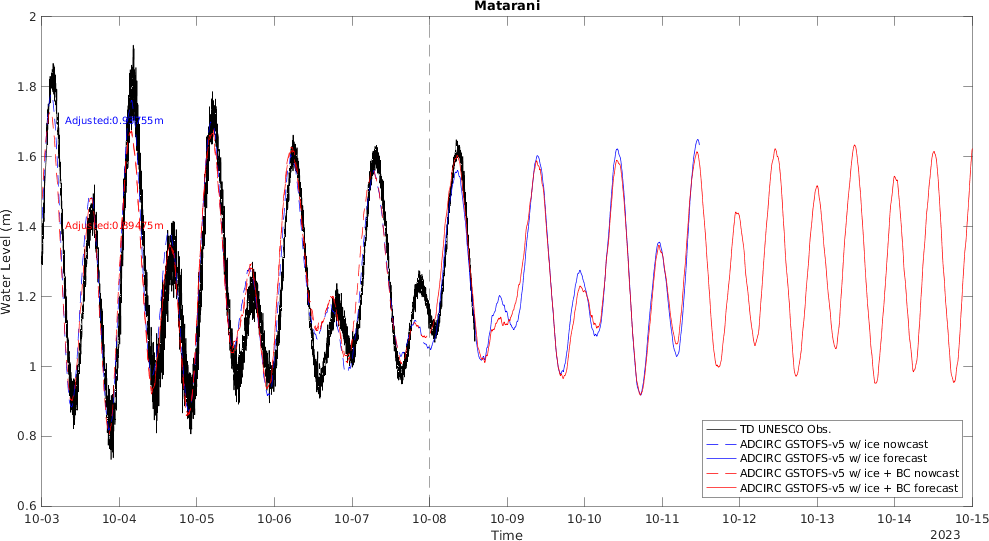 Matarani
2
1.8
1.6
1.4
1.2
1
0.8
0.6
Water Level (m)
Adjusted:0.89475m
TD UNESCO Obs.
ADCIRC GSTOFS-v5 w/ ice nowcast
ADCIRC GSTOFS-v5 w/ ice forecast
ADCIRC GSTOFS-v5 w/ ice + BC nowcast
ADCIRC GSTOFS-v5 w/ ice + BC forecast
10-03 10-04 10-05 10-06 10-07 10-08 10-09 10-10 10-11 10-12 10-13 10-14 10-15
Time
2023